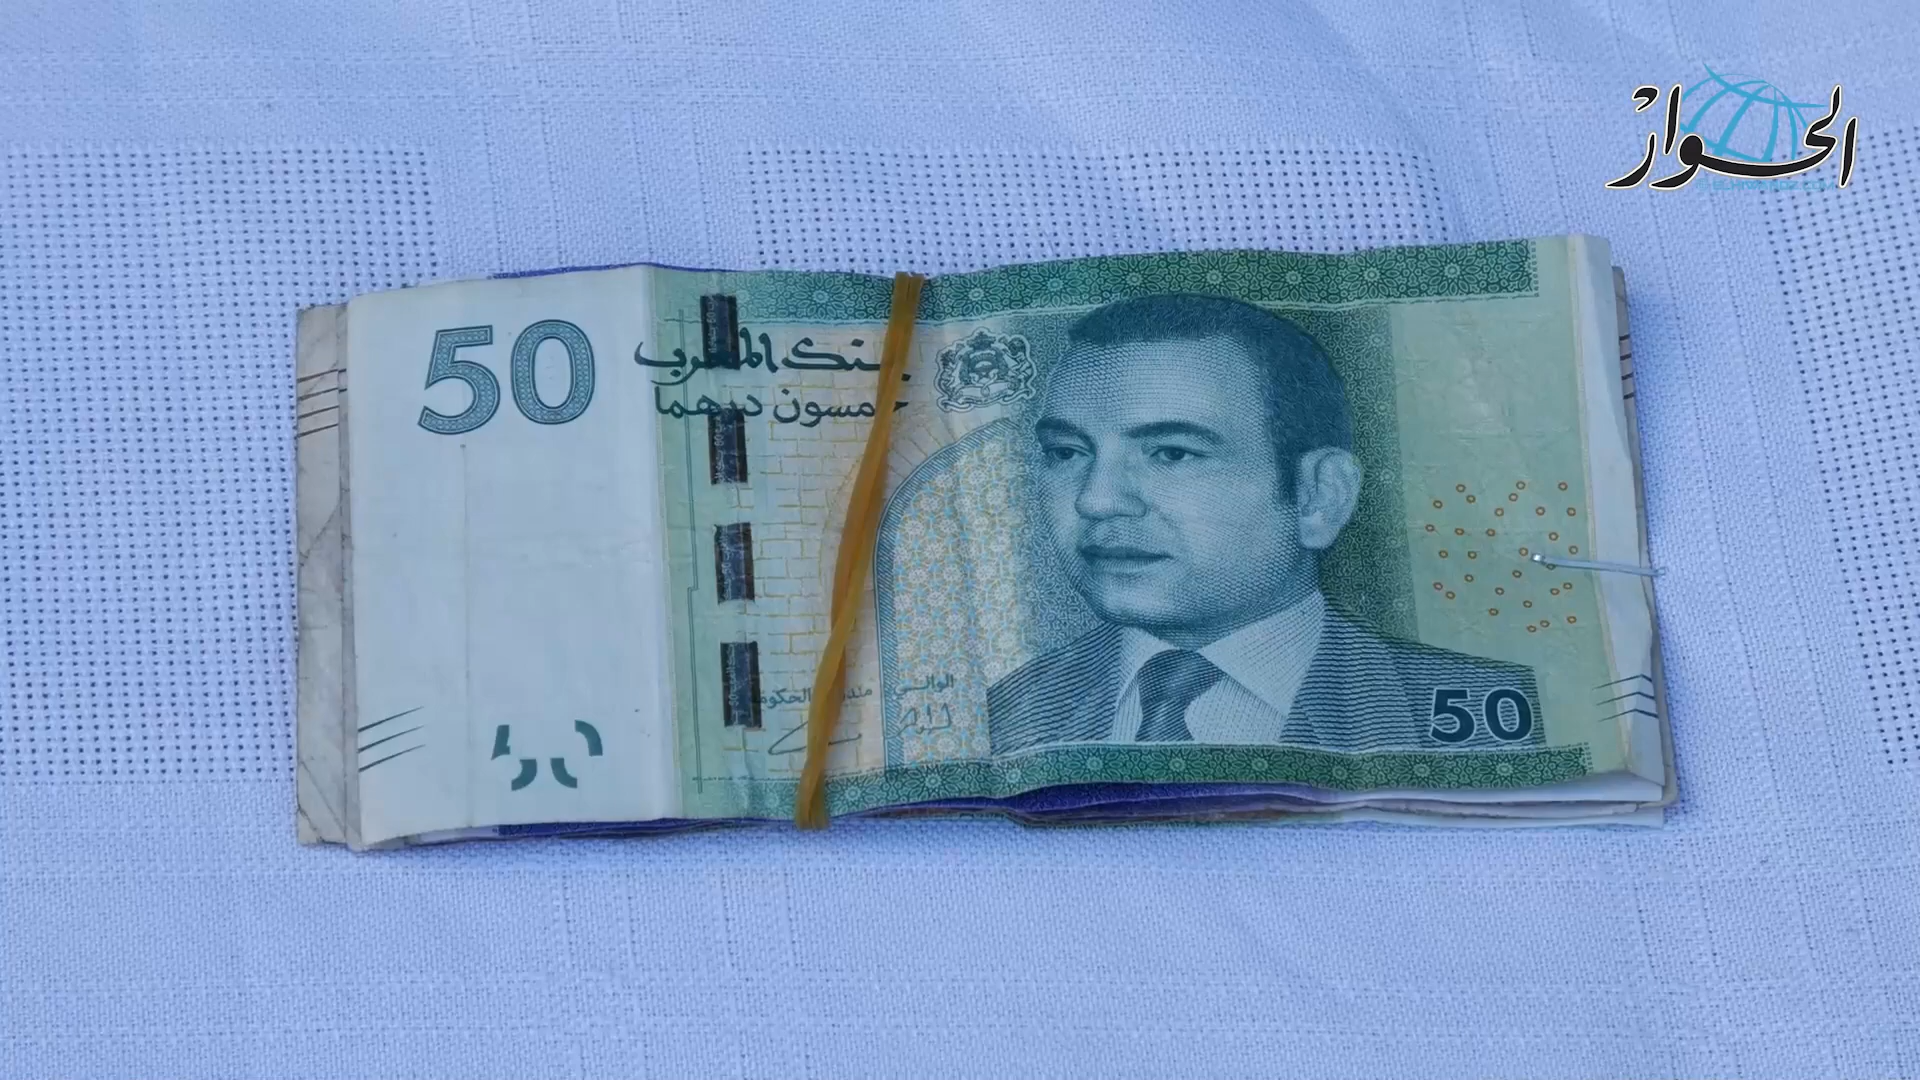 الحوار
50
بنك المغرب
خمسون درهما
الوالي
50